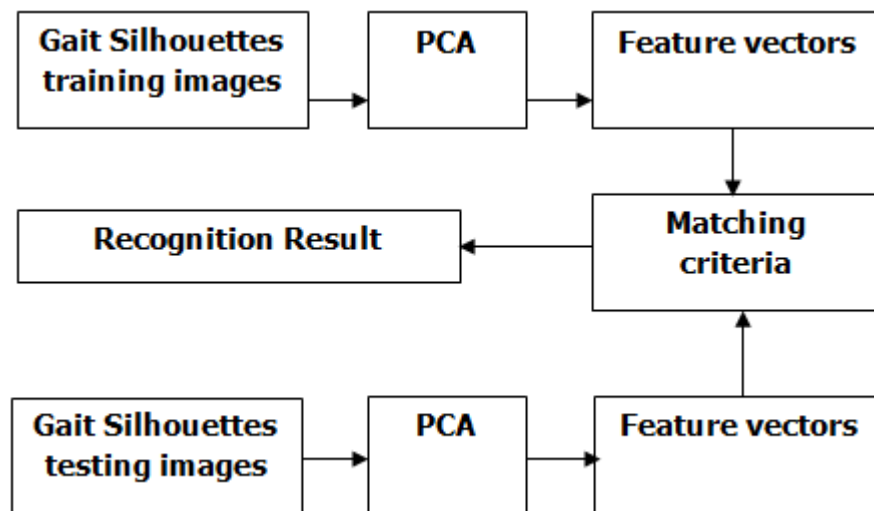 Gait Silhouettes
training images
PCA
Feature vectors
Recognition Result
Matching
criteria
Gait Silhouettes
testing images
PCA
Feature vectors